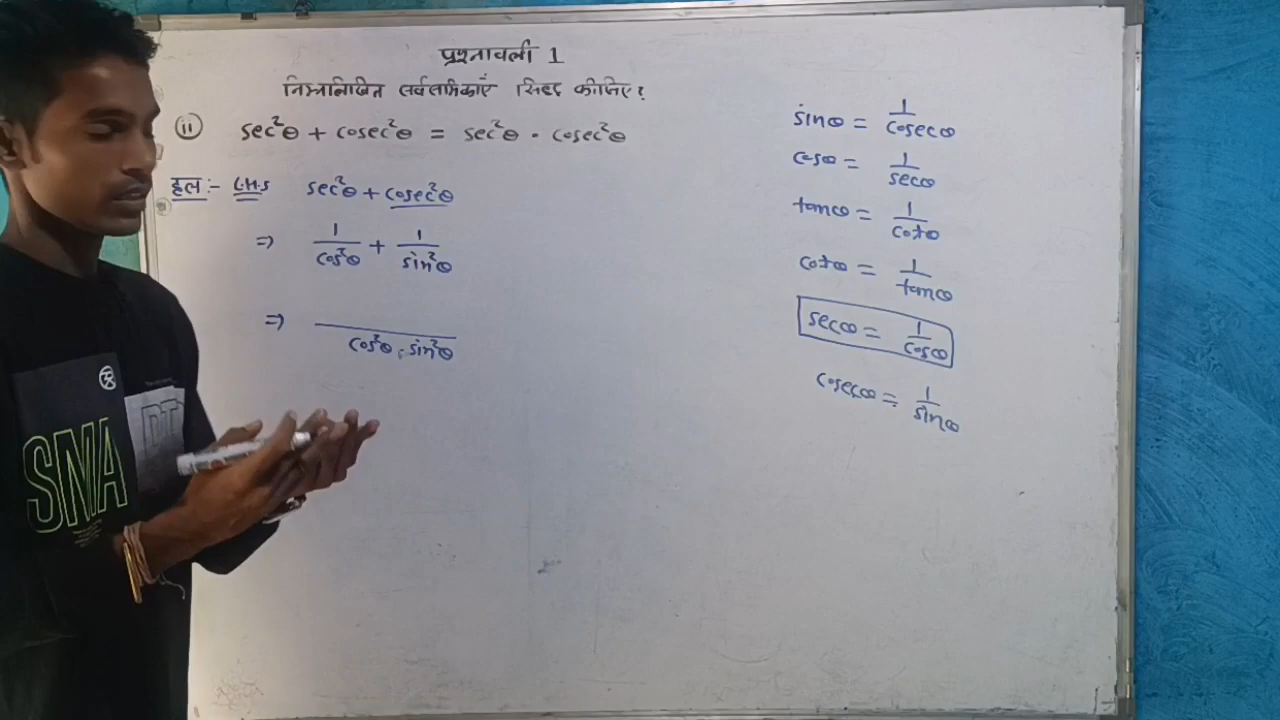 प्रश्नावली 1
निम्नलिखित सर्वसमिकाएँ सिद्ध कीजिए?
(ii) sec²θ + cosec²θ = sec²θ · cosec²θ
हल:- L.H.S sec²θ + cosec²θ
⇒ 1/cos²θ + 1/sin²θ
⇒ /cos²θ . sin²θ
sinθ = 1/cosecθ
cosθ = 1/secθ
tanθ = 1/cotθ
cotθ = 1/tanθ
secθ = 1/cosθ
cosecθ = 1/sinθ
SMA